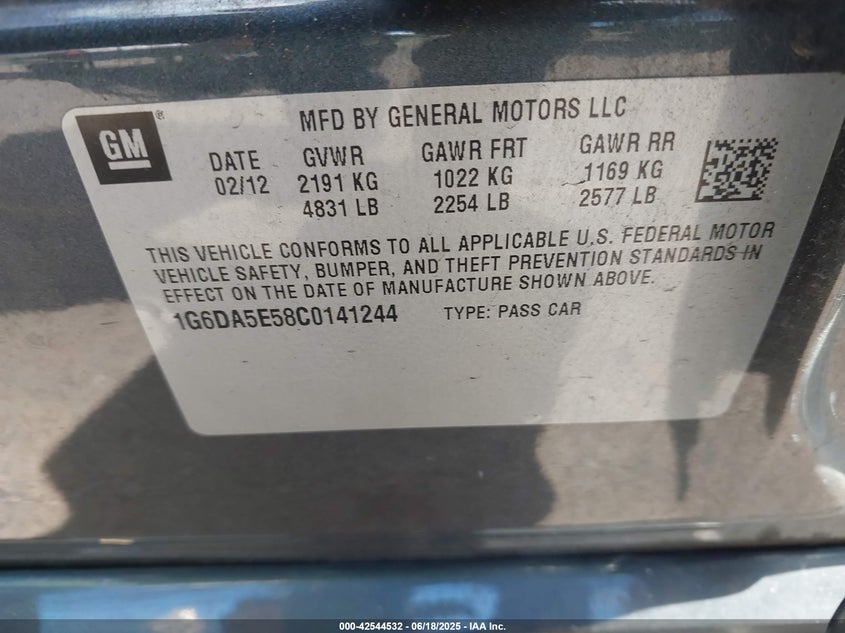 GM
MFD BY GENERAL MOTORS LLC
DATE GVWR GAWR FRT GAWR RR
02/12 2191 KG 1022 KG 1169 KG
4831 LB 2254 LB 2577 LB
THIS VEHICLE CONFORMS TO ALL APPLICABLE U.S. FEDERAL MOTOR
VEHICLE SAFETY, BUMPER, AND THEFT PREVENTION STANDARDS IN
EFFECT ON THE DATE OF MANUFACTURE SHOWN ABOVE.
1G6DA5E58C0141244 TYPE: PASS CAR
000-42544532 - 06/18/2025 - IAA Inc.